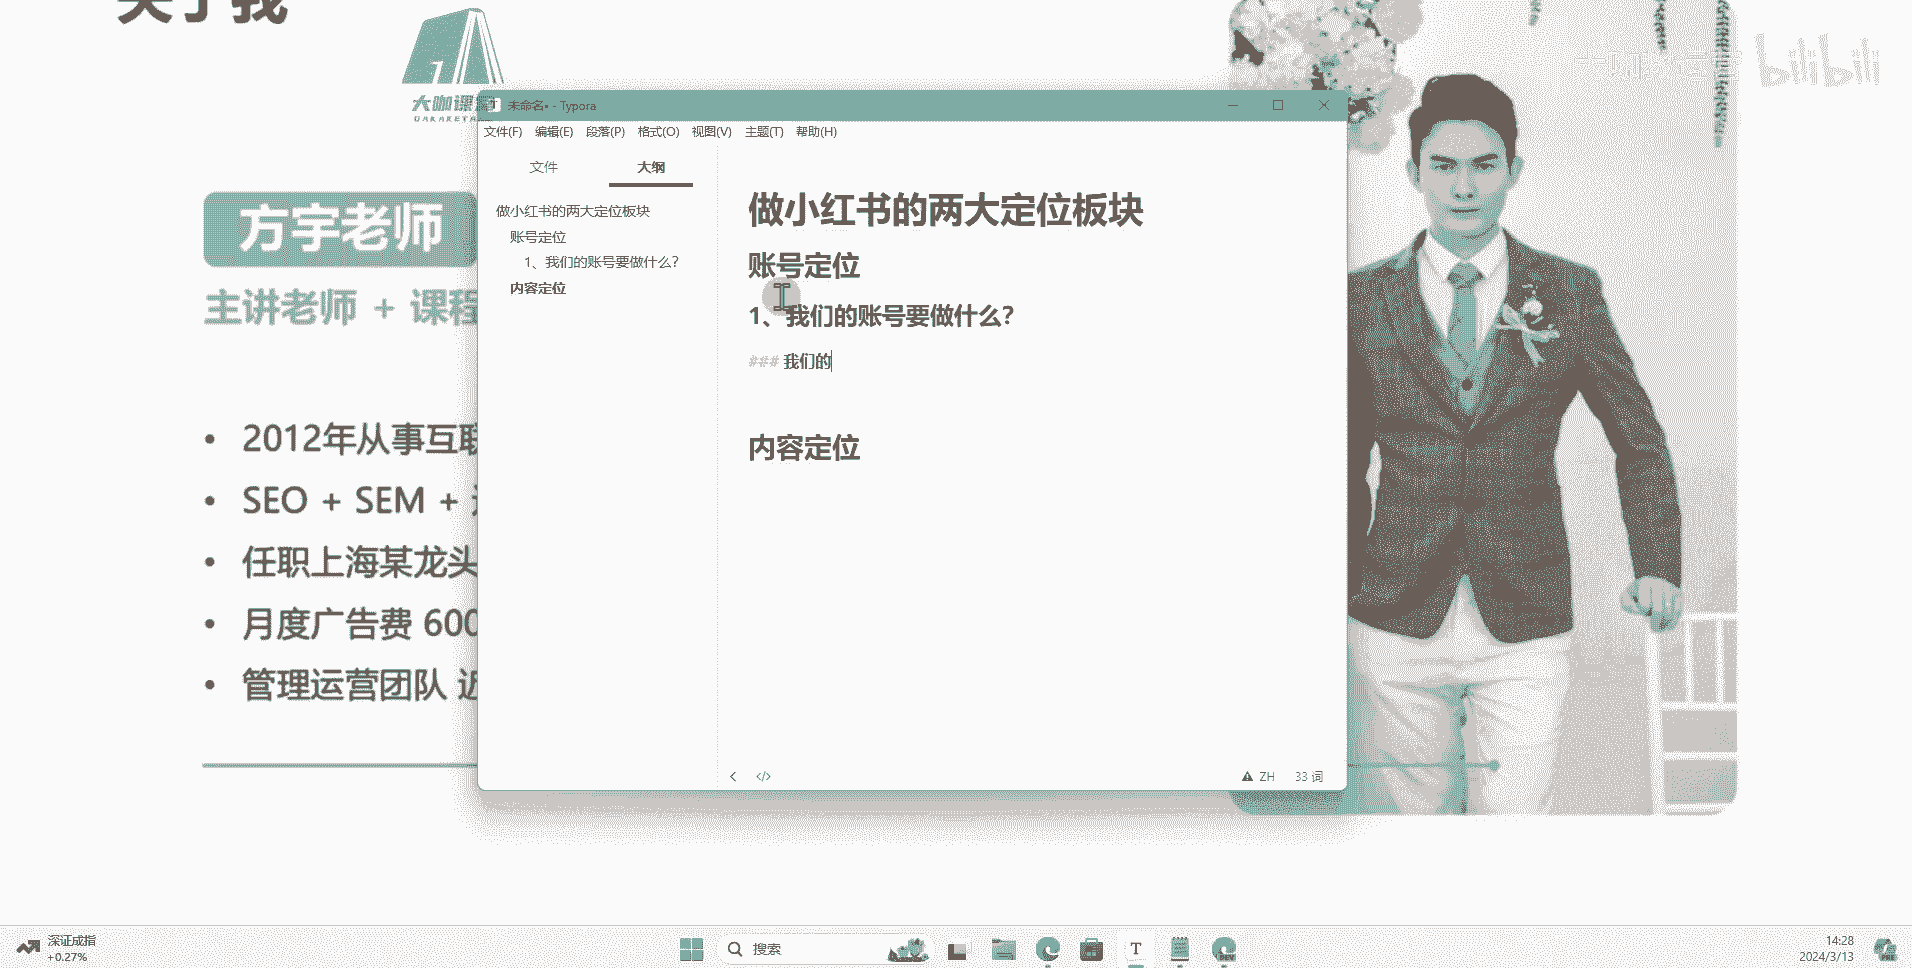 关于我
大咖课
方宇老师
主讲老师 + 课程
• 2012年从事互联
• SEO + SEM +
• 任职上海某龙头
• 月度广告费 600
• 管理运营团队 近
bilibili
未命名• - Typora
文件(F) 编辑(E) 段落(P) 格式(O) 视图(V) 主题(T) 帮助(H)
文件 大纲
做小红书的两大定位板块
账号定位
1、我们的账号要做什么?
内容定位
做小红书的两大定位板块
账号定位
1、我们的账号要做什么?
### 我们的
内容定位
</> ZH 33 词
深证成指
+0.27%
搜索
T
DEV
14:28
2024/3/13
PRE